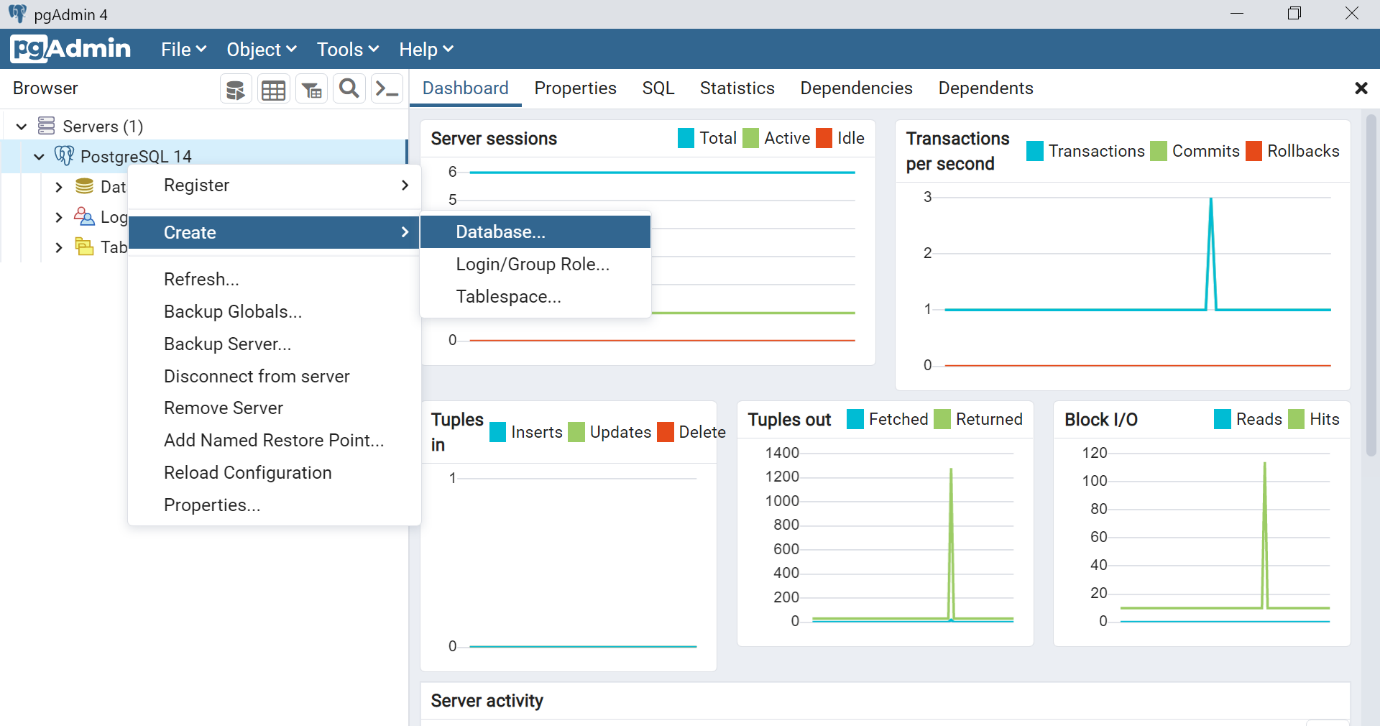 pgAdmin 4
pgAdmin File Object Tools Help
Browser
Dashboard Properties SQL Statistics Dependencies Dependents
Servers (1)
PostgreSQL 14
Dat
Log
Tab
Register
Create
Refresh...
Backup Globals...
Backup Server...
Disconnect from server
Remove Server
Add Named Restore Point...
Reload Configuration
Properties...
Database...
Login/Group Role...
Tablespace...
Server sessions
Total Active Idle
6
5
0
Transactions
per second
Transactions Commits Rollbacks
3
2
1
0
Tuples
in
Inserts Updates Delete
1
0
Tuples out
Fetched Returned
1400
1200
1000
800
600
400
200
0
Block I/O
Reads Hits
120
100
80
60
40
20
0
Server activity